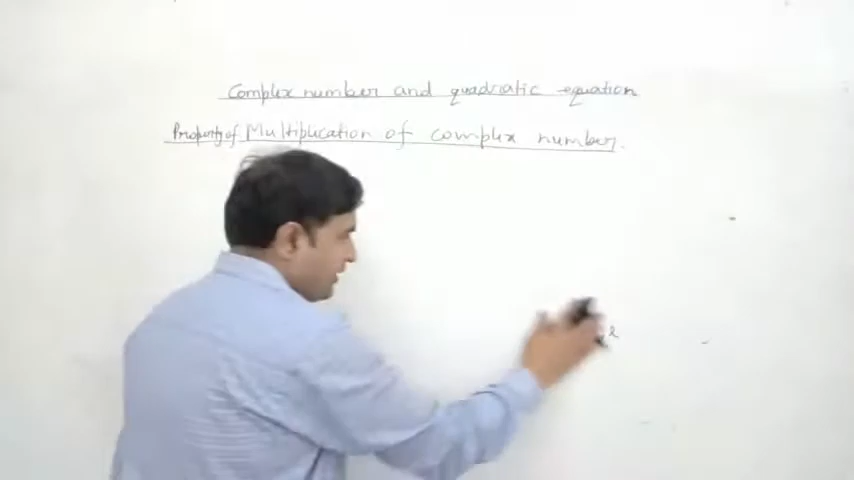 Complex number and quadratic equation
Property of Multiplication of complex number.